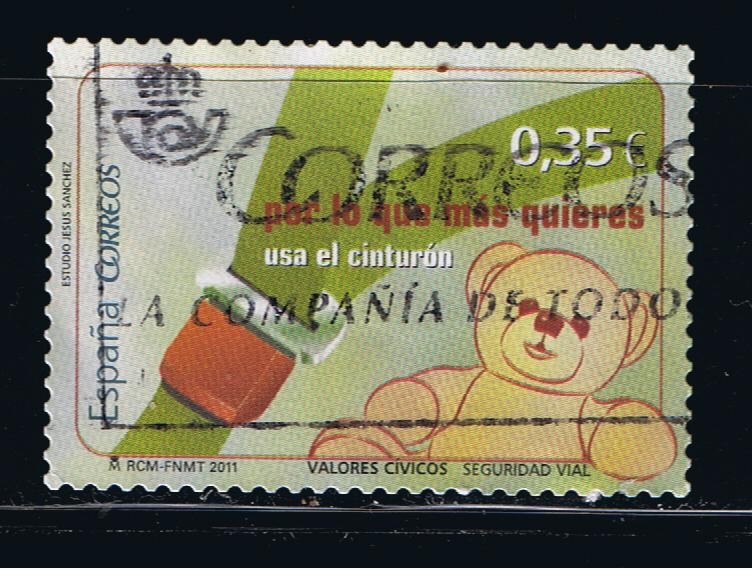 0,35 €
CORREOS
por lo que más quieres
usa el cinturón
LA COMPAÑÍA DE TODO
ESTUDIO JESUS SANCHEZ
España CORREOS
M RCM-FNMT 2011
VALORES CÍVICOS SEGURIDAD VIAL